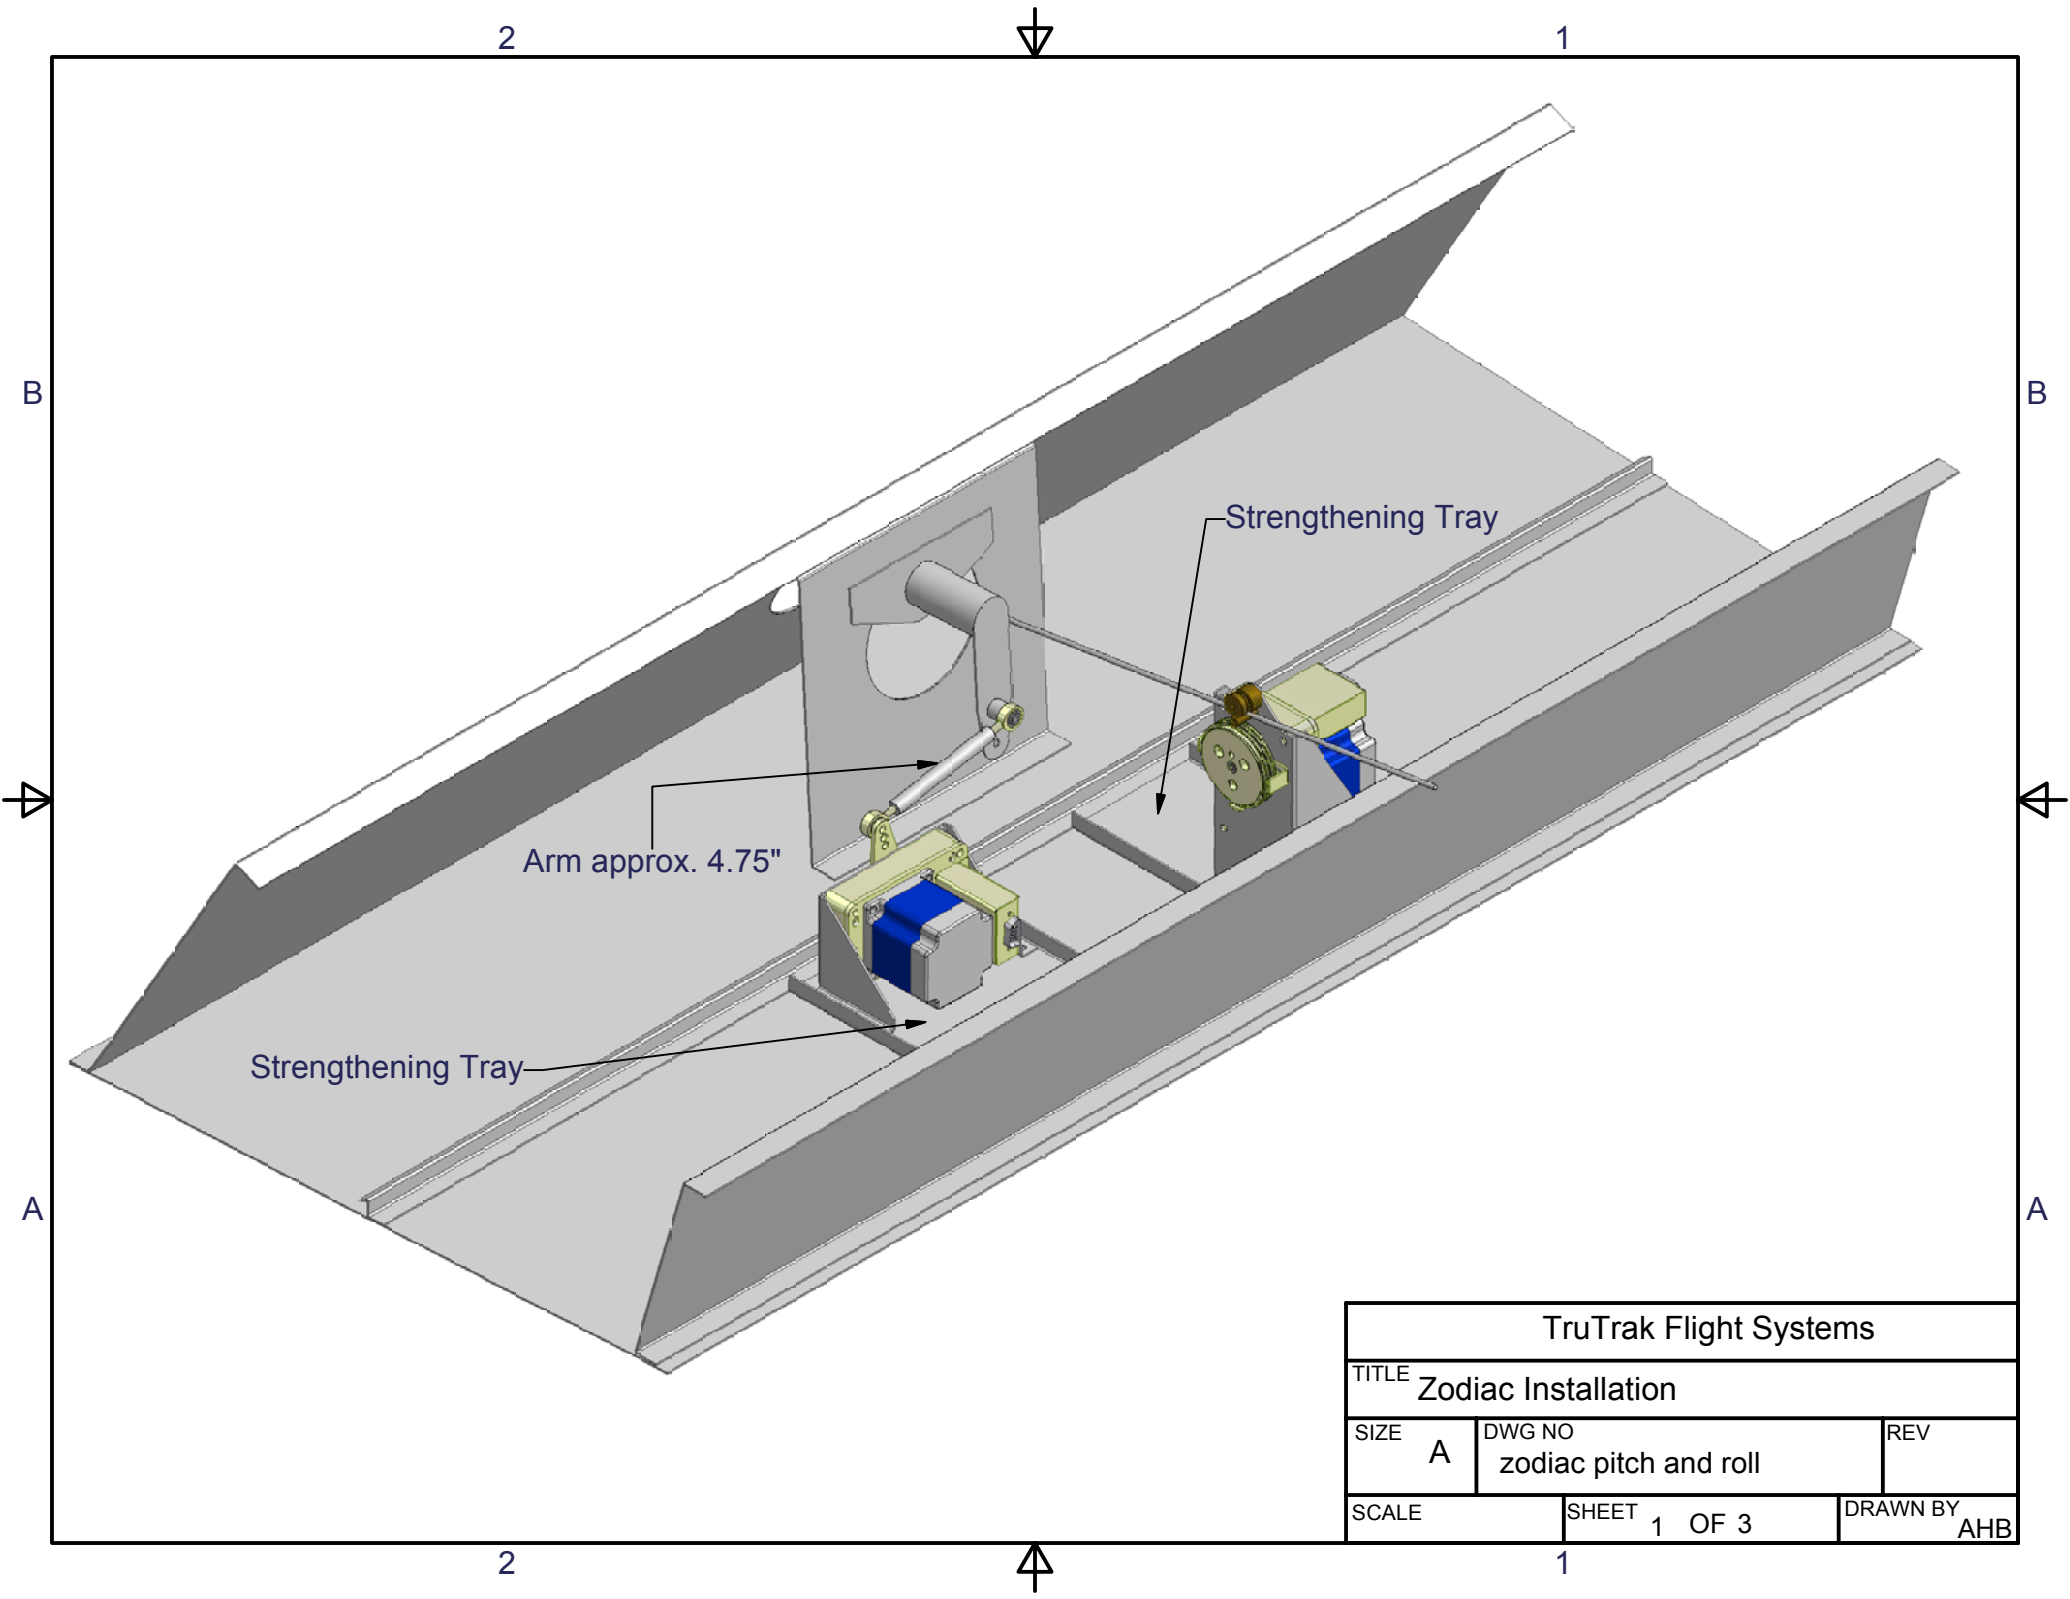 2
1
B
B
Strengthening Tray
Arm approx. 4.75"
Strengthening Tray
A
A
TruTrak Flight Systems
TITLE Zodiac Installation
SIZE A
DWG NO zodiac pitch and roll
REV
SCALE
SHEET 1 OF 3
DRAWN BY AHB
2
1